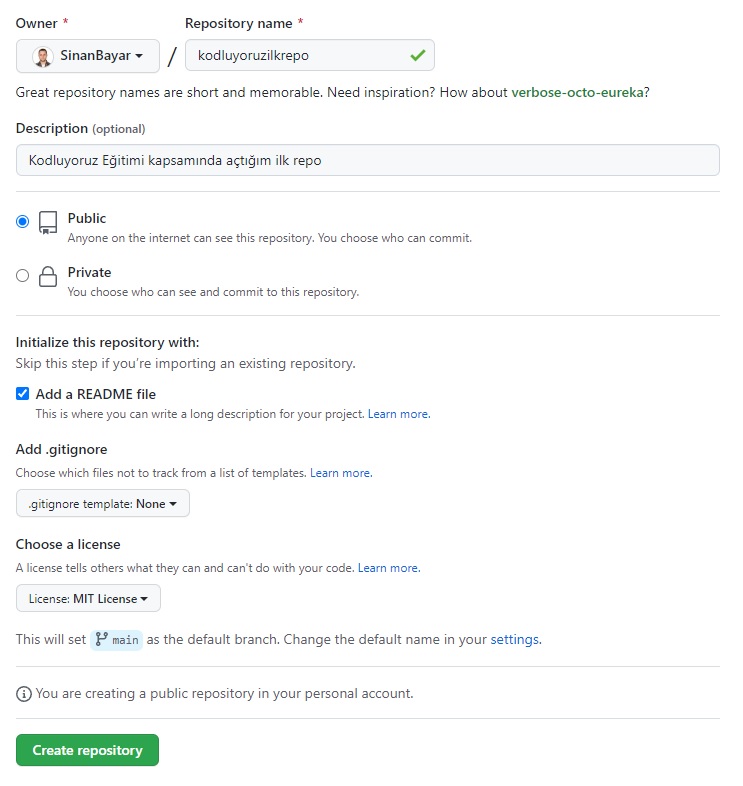 Owner * Repository name *
SinanBayar / kodluyoruzilkrepo
Great repository names are short and memorable. Need inspiration? How about verbose-octo-eureka?
Description (optional)
Kodluyoruz Eğitimi kapsamında açtığım ilk repo
Public
Anyone on the internet can see this repository. You choose who can commit.
Private
You choose who can see and commit to this repository.
Initialize this repository with:
Skip this step if you're importing an existing repository.
Add a README file
This is where you can write a long description for your project. Learn more.
Add .gitignore
Choose which files not to track from a list of templates. Learn more.
.gitignore template: None
Choose a license
A license tells others what they can and can't do with your code. Learn more.
License: MIT License
This will set main as the default branch. Change the default name in your settings.
You are creating a public repository in your personal account.
Create repository